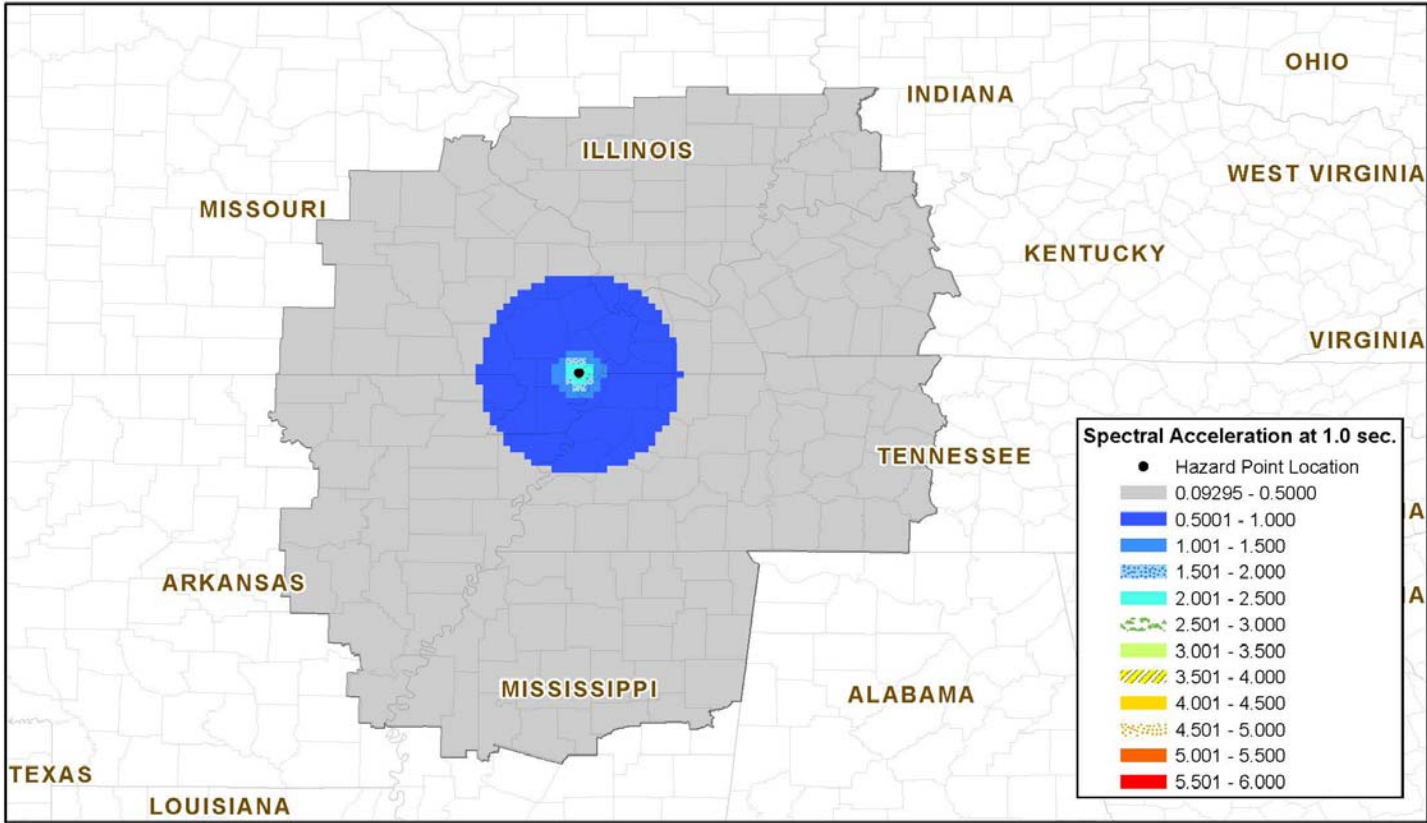 OHIO
INDIANA
ILLINOIS
WEST VIRGINIA
MISSOURI
KENTUCKY
VIRGINIA
TENNESSEE
ARKANSAS
MISSISSIPPI
ALABAMA
TEXAS
LOUISIANA
Spectral Acceleration at 1.0 sec.
Hazard Point Location
0.09295 - 0.5000
0.5001 - 1.000
1.001 - 1.500
1.501 - 2.000
2.001 - 2.500
2.501 - 3.000
3.001 - 3.500
3.501 - 4.000
4.001 - 4.500
4.501 - 5.000
5.001 - 5.500
5.501 - 6.000